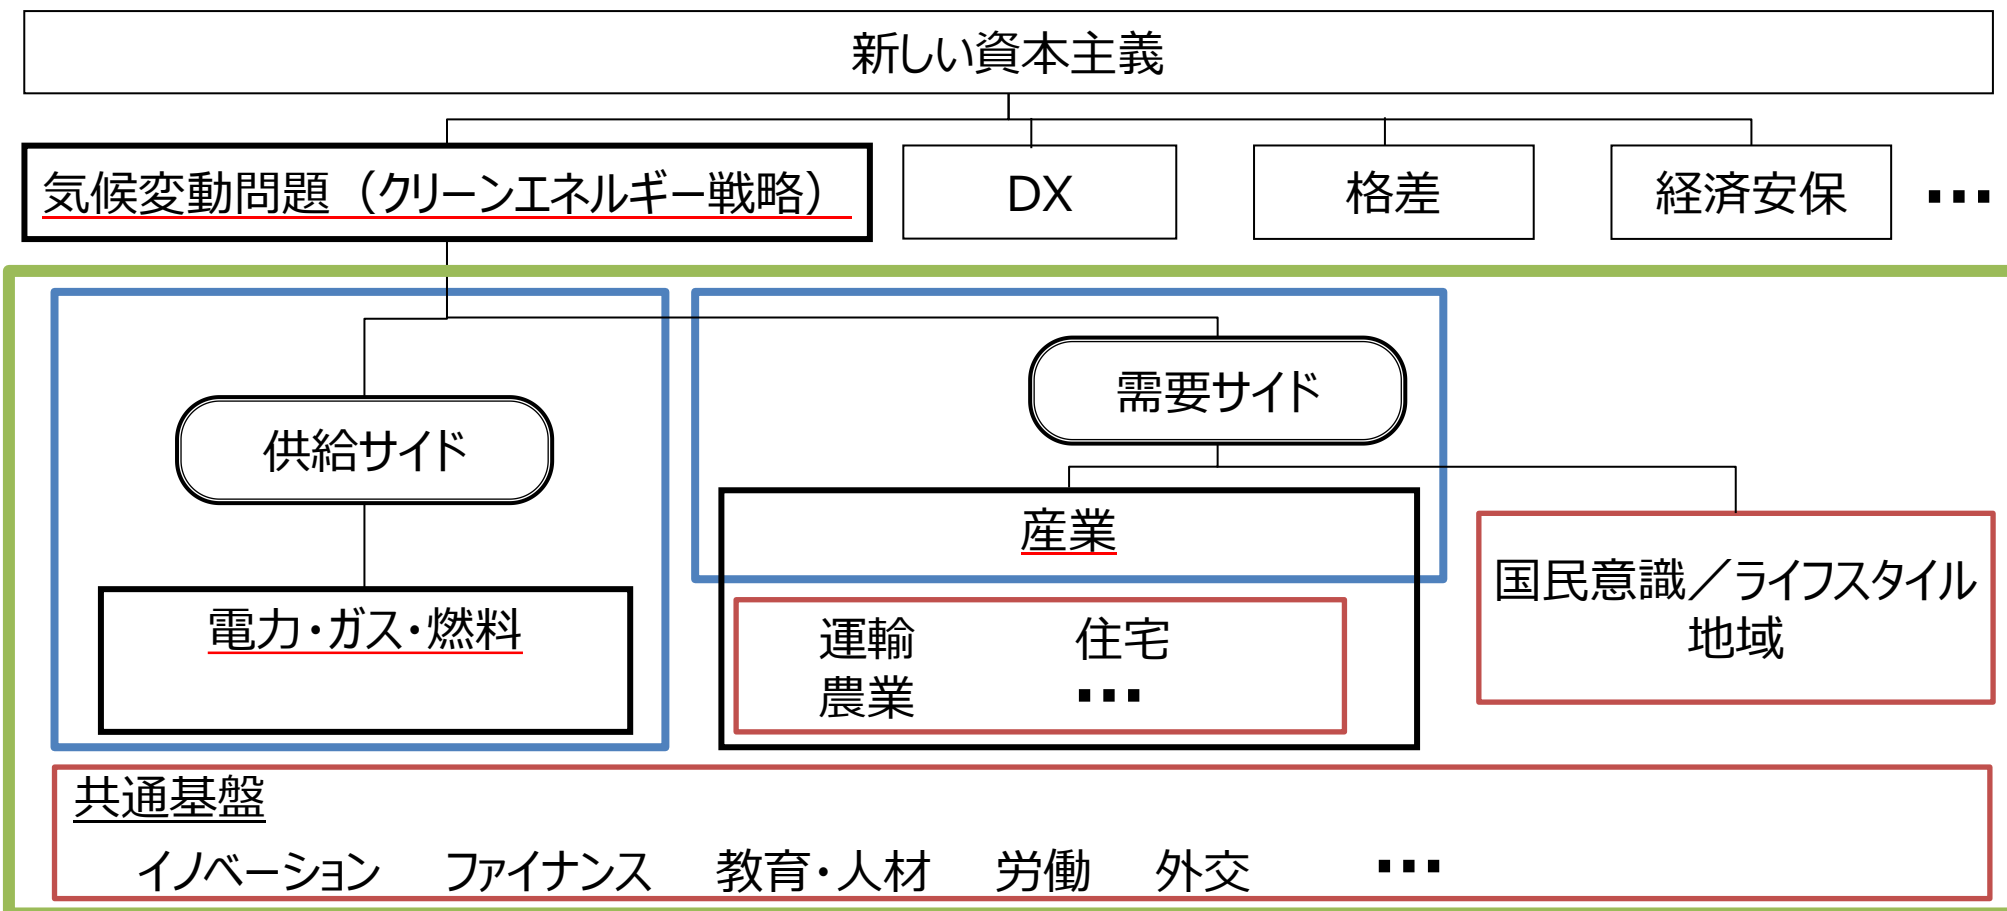 新しい資本主義
気候変動問題（クリーンエネルギー戦略）
DX
格差
経済安保
…
供給サイド
需要サイド
電力・ガス・燃料
産業
運輸 住宅
農業 …
国民意識／ライフスタイル
地域
共通基盤
イノベーション ファイナンス 教育・人材 労働 外交 …